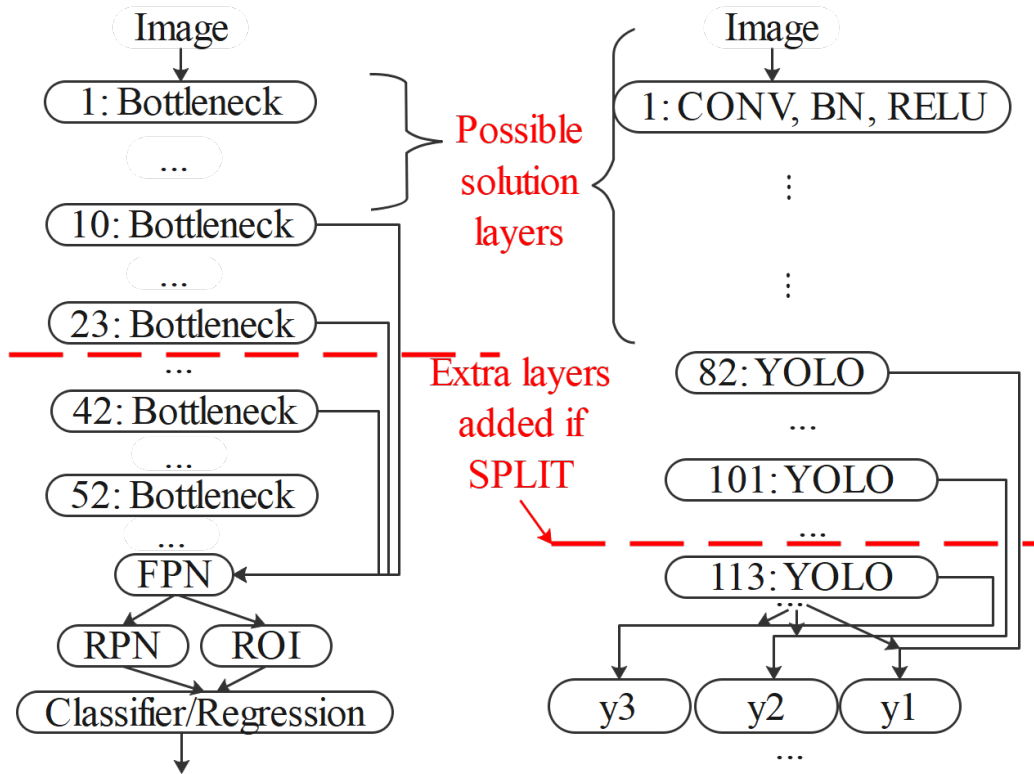 Image
1: Bottleneck
...
10: Bottleneck
...
23: Bottleneck
...
42: Bottleneck
...
52: Bottleneck
...
FPN
RPN
ROI
Classifier/Regression
Possible
solution
layers
Extra layers
added if
SPLIT
Image
1: CONV, BN, RELU
...
...
82: YOLO
...
101: YOLO
...
113: YOLO
...
y3
y2
y1
...